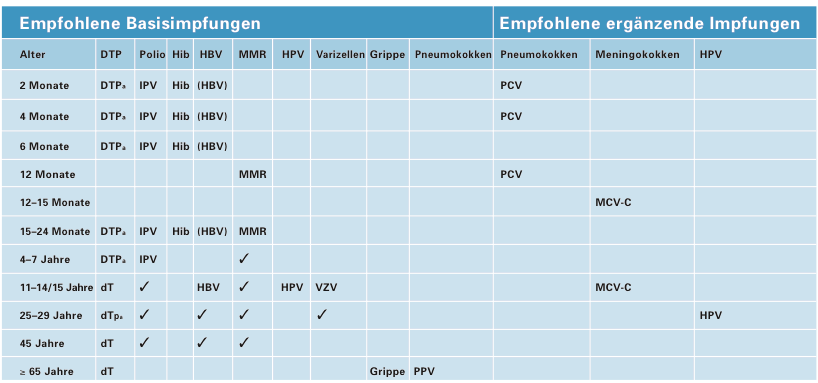 Empfohlene Basisimpfungen Empfohlene ergänzende Impfungen
Alter DTP Polio Hib HBV MMR HPV Varizellen Grippe Pneumokokken Pneumokokken Meningokokken HPV
2 Monate DTPa IPV Hib (HBV) PCV
4 Monate DTPa IPV Hib (HBV) PCV
6 Monate DTPa IPV Hib (HBV)
12 Monate MMR PCV
12–15 Monate MCV-C
15–24 Monate DTPa IPV Hib (HBV) MMR
4–7 Jahre DTPa IPV ✓
11–14/15 Jahre dT ✓ HBV ✓ HPV VZV MCV-C
25–29 Jahre dTpa ✓ ✓ ✓ ✓ HPV
45 Jahre dT ✓ ✓ ✓
≥ 65 Jahre dT Grippe PPV